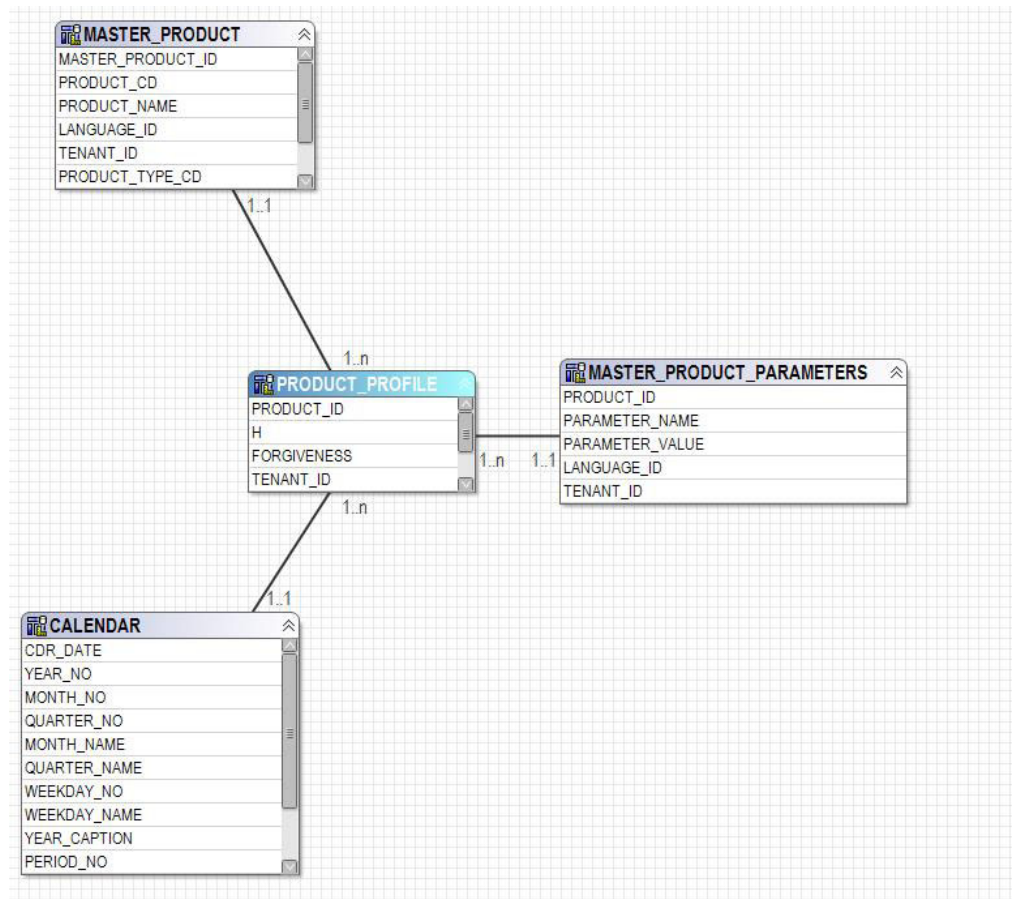 MASTER_PRODUCT
MASTER_PRODUCT_ID
PRODUCT_CD
PRODUCT_NAME
LANGUAGE_ID
TENANT_ID
PRODUCT_TYPE_CD
1..1
1..n
PRODUCT_PROFILE
PRODUCT_ID
H
FORGIVENESS
TENANT_ID
1..n
1..1
MASTER_PRODUCT_PARAMETERS
PRODUCT_ID
PARAMETER_NAME
PARAMETER_VALUE
LANGUAGE_ID
TENANT_ID
1..n
1..1
CALENDAR
CDR_DATE
YEAR_NO
MONTH_NO
QUARTER_NO
MONTH_NAME
QUARTER_NAME
WEEKDAY_NO
WEEKDAY_NAME
YEAR_CAPTION
PERIOD_NO